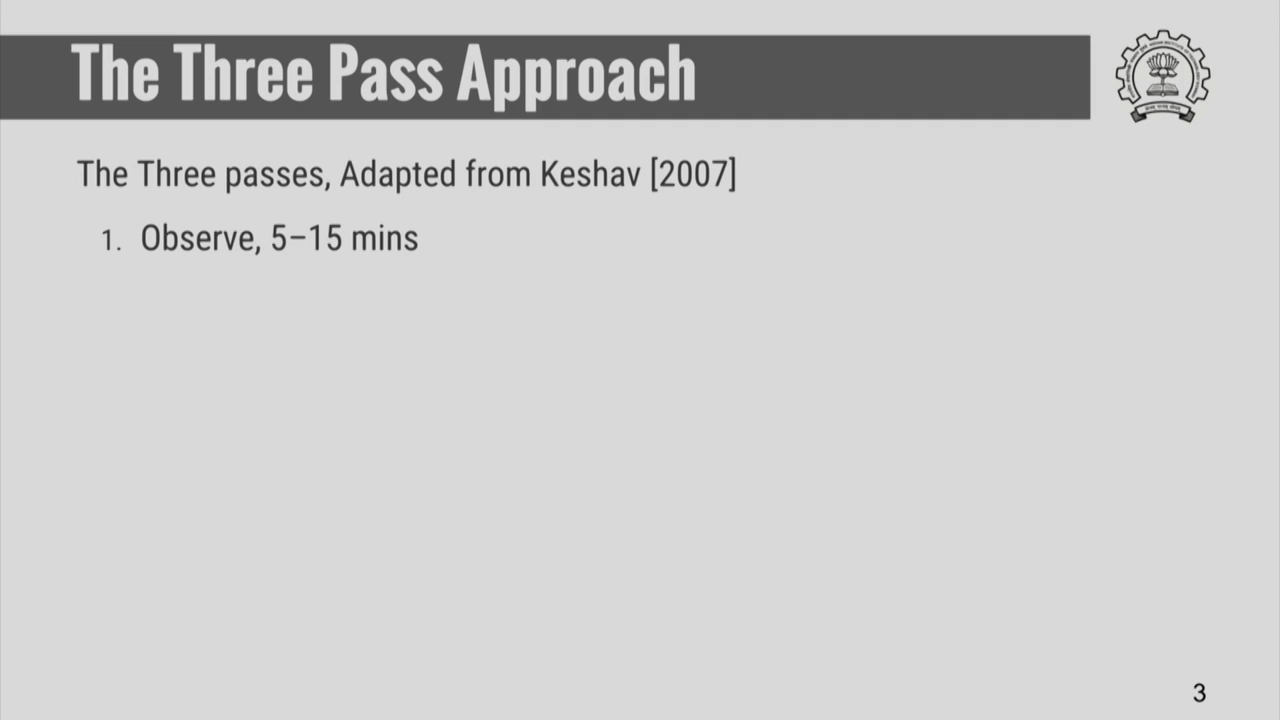 The Three Pass Approach
The Three passes, Adapted from Keshav [2007]
1. Observe, 5–15 mins
3